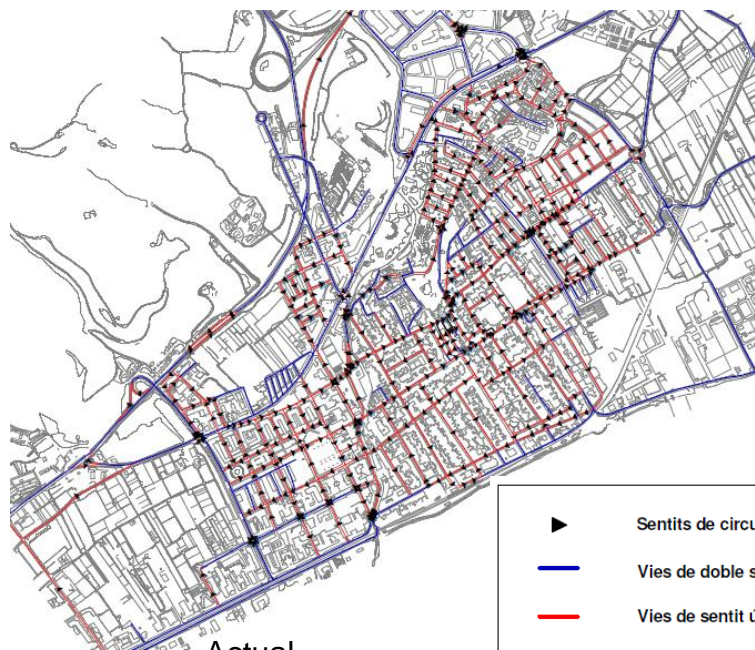 Sentits de circu
Vies de doble s
Vies de sentit ú
Actual